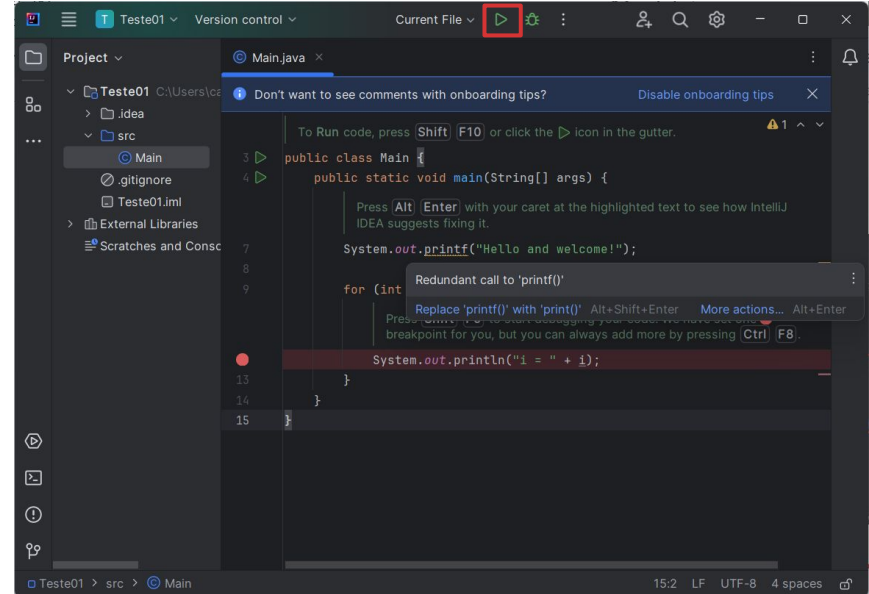 T Teste01 Version control Current File
Project
Main.java
Teste01 C:\Users\ca
Don't want to see comments with onboarding tips? Disable onboarding tips
.idea
src
Main
.gitignore
Teste01.iml
External Libraries
Scratches and Consc
To Run code, press Shift F10 or click the icon in the gutter.
1
3 public class Main {
4 public static void main(String[] args) {
Press Alt Enter with your caret at the highlighted text to see how IntelliJ
IDEA suggests fixing it.
7 System.out.printf("Hello and welcome!");
8
9 for (int
Redundant call to 'printf()'
Replace 'printf()' with 'print()' Alt+Shift+Enter More actions... Alt+Enter
breakpoint for you, but you can always add more by pressing Ctrl F8.
System.out.println("i = " + i);
13 }
14 }
15 }
Teste01 > src > Main
15:2 LF UTF-8 4 spaces